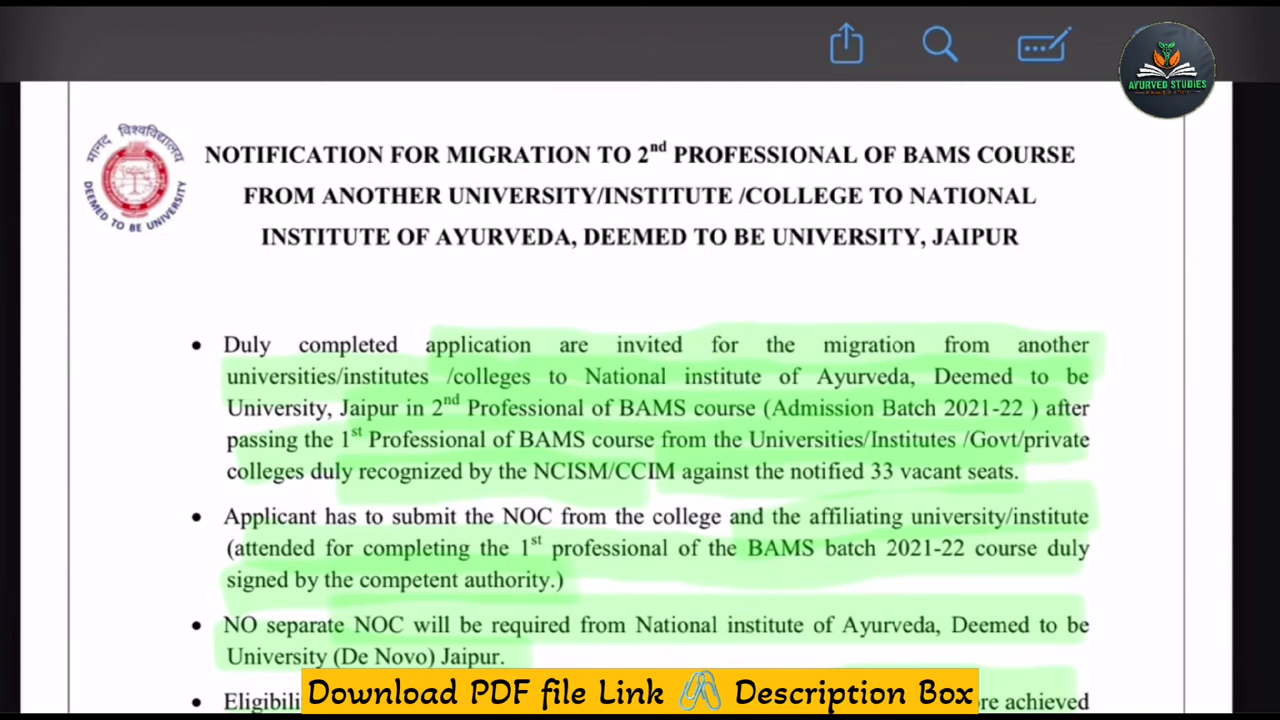 AYURVED STUDIES
मानद विश्वविद्यालय
DEEMED TO BE UNIVERSITY
NOTIFICATION FOR MIGRATION TO 2nd PROFESSIONAL OF BAMS COURSE
FROM ANOTHER UNIVERSITY/INSTITUTE /COLLEGE TO NATIONAL
INSTITUTE OF AYURVEDA, DEEMED TO BE UNIVERSITY, JAIPUR
• Duly completed application are invited for the migration from another
universities/institutes /colleges to National institute of Ayurveda, Deemed to be
University, Jaipur in 2nd Professional of BAMS course (Admission Batch 2021-22 ) after
passing the 1st Professional of BAMS course from the Universities/Institutes /Govt/private
colleges duly recognized by the NCISM/CCIM against the notified 33 vacant seats.
• Applicant has to submit the NOC from the college and the affiliating university/institute
(attended for completing the 1st professional of the BAMS batch 2021-22 course duly
signed by the competent authority.)
• NO separate NOC will be required from National institute of Ayurveda, Deemed to be
University (De Novo) Jaipur.
• Eligibili re achieved
Download PDF file Link 🖇️ Description Box